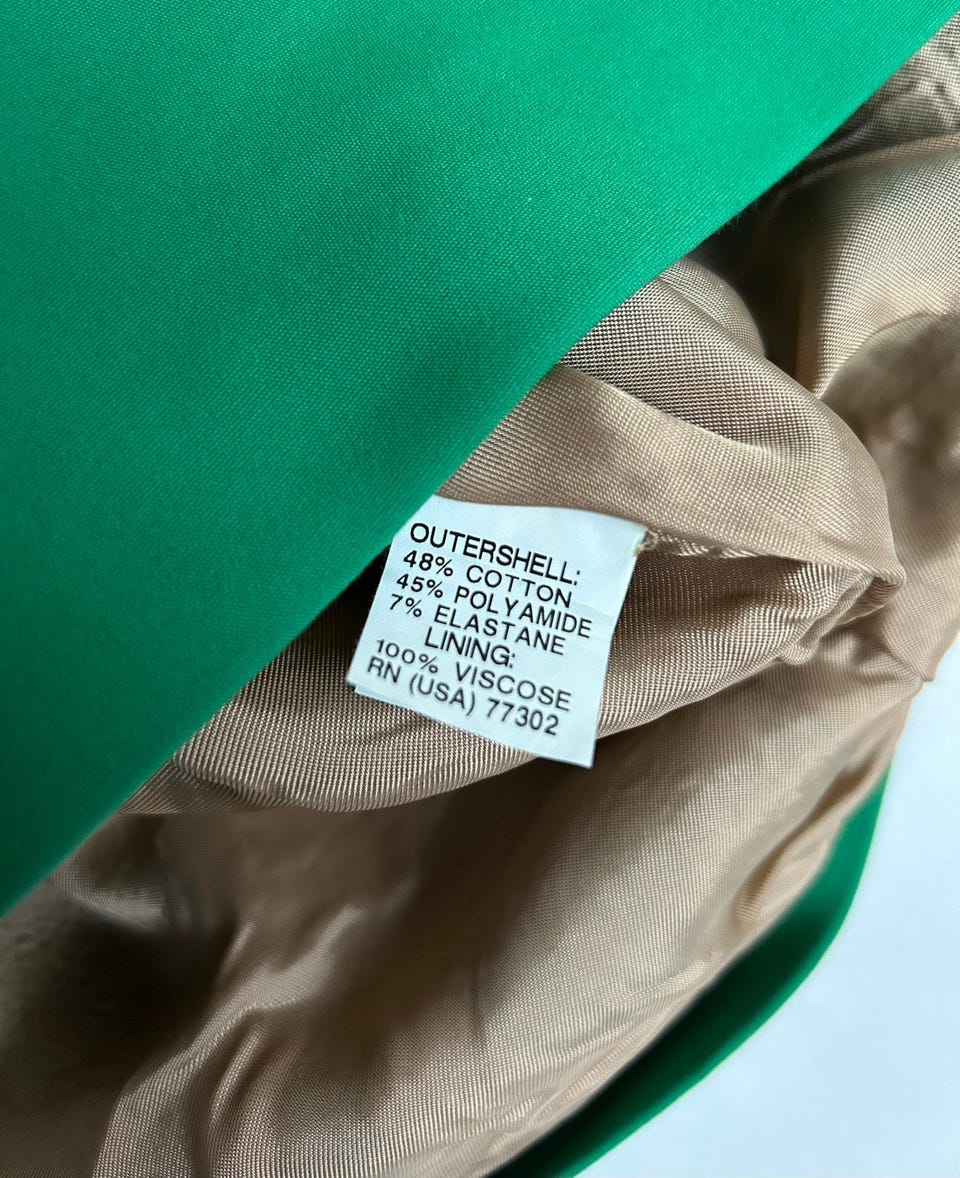 OUTERSHELL:
48% COTTON
45% POLYAMIDE
7% ELASTANE
LINING:
100% VISCOSE
RN (USA) 77302